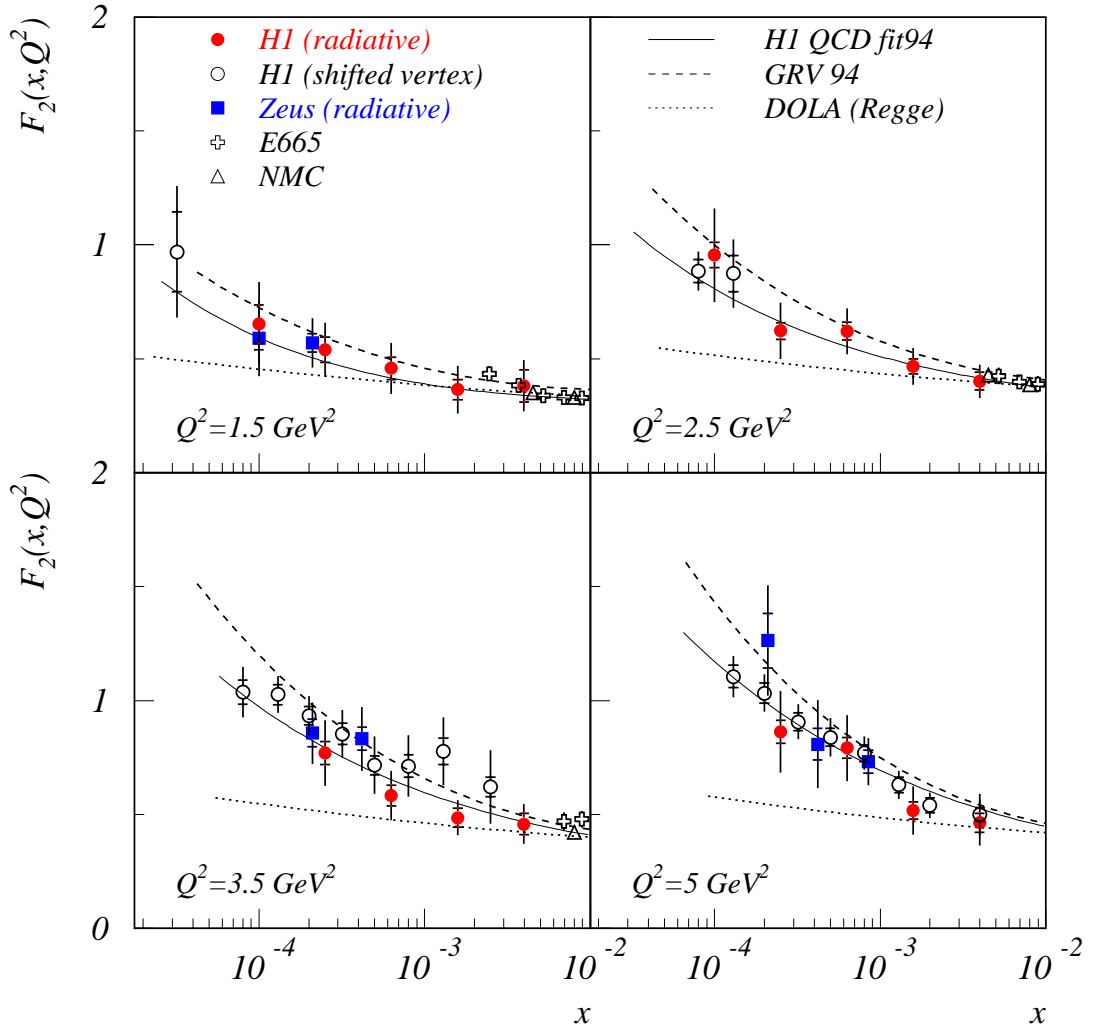 F₂(x,Q²)
2
1
H1 (radiative)
H1 (shifted vertex)
Zeus (radiative)
E665
NMC
Q²=1.5 GeV²
H1 QCD fit94
GRV 94
DOLA (Regge)
Q²=2.5 GeV²
F₂(x,Q²)
2
1
0
Q²=3.5 GeV²
Q²=5 GeV²
10⁻⁴
10⁻³
10⁻²
10⁻⁴
10⁻³
10⁻²
x
x